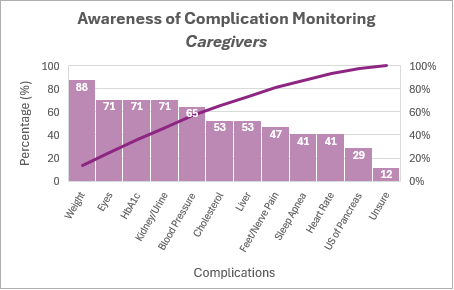 Awareness of Complication Monitoring
Caregivers
Percentage (%)
100
80
60
40
20
0
88
71
71
71
65
53
53
47
41
41
29
12
100%
80%
60%
40%
20%
0%
Weight
Eyes
HbA1c
Kidney/Urine
Blood Pressure
Cholesterol
Liver
Feet/Nerve Pain
Sleep Apnea
Heart Rate
US of Pancreas
Unsure
Complications